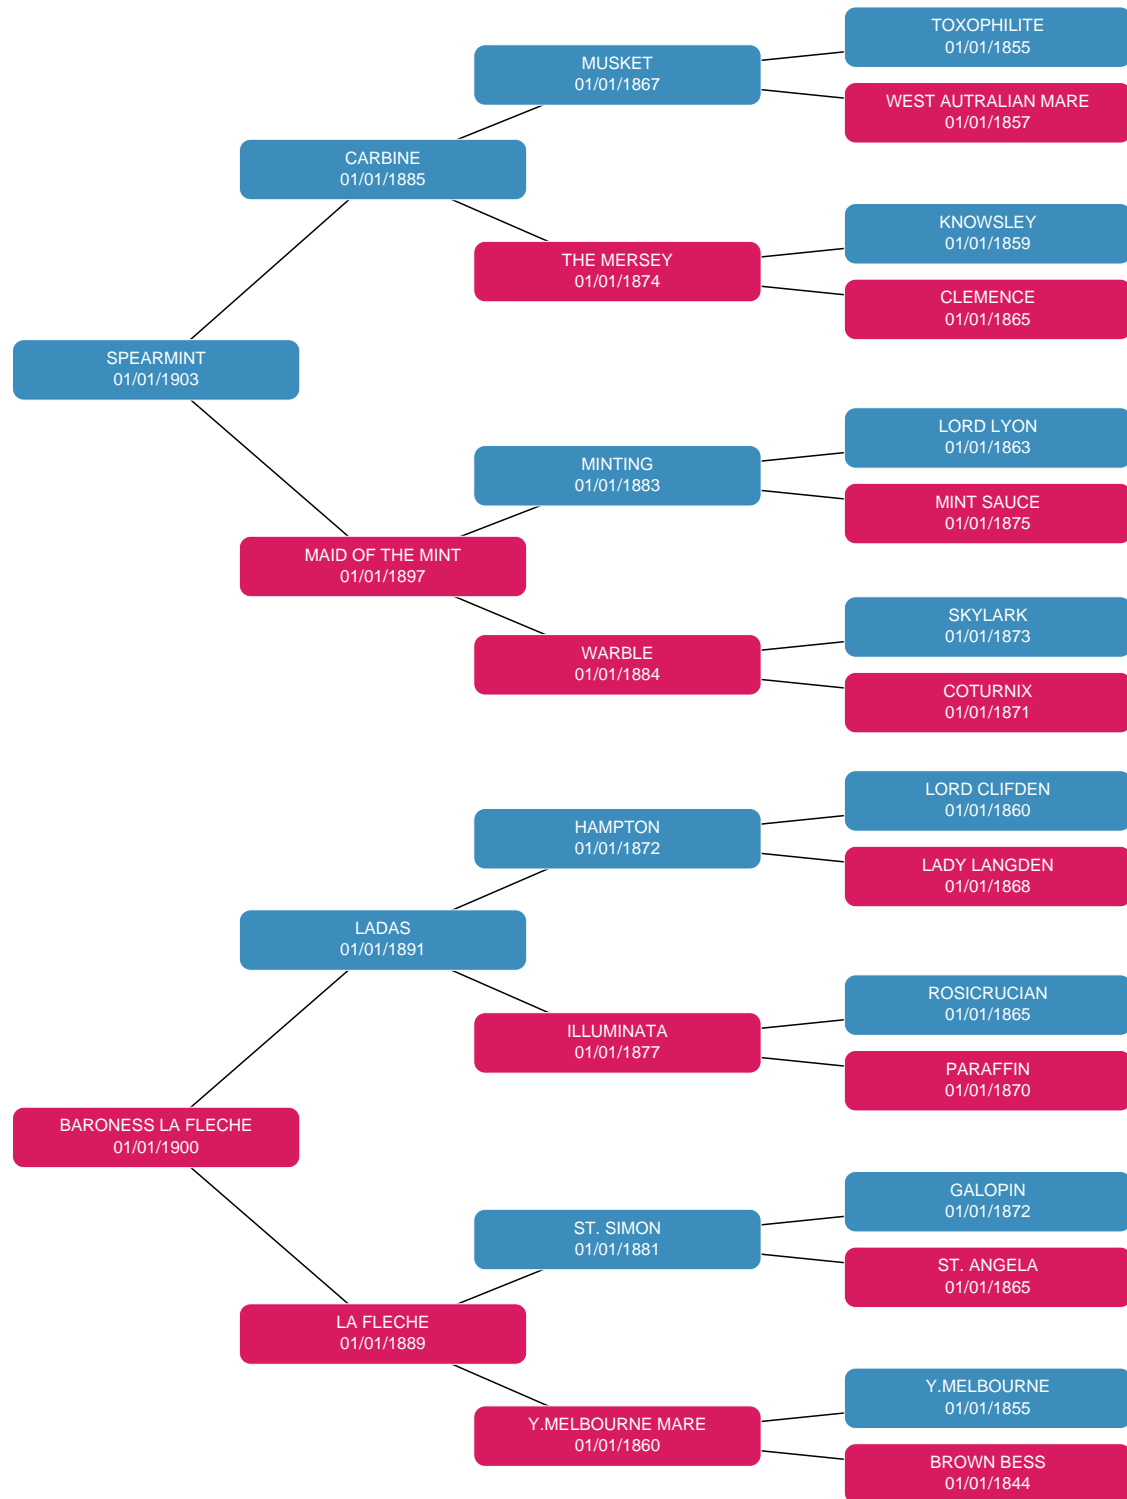 TOXOPHILITE
01/01/1855
MUSKET
01/01/1867
WEST AUTRALIAN MARE
01/01/1857
CARBINE
01/01/1885
KNOWSLEY
01/01/1859
THE MERSEY
01/01/1874
CLEMENCE
01/01/1865
SPEARMINT
01/01/1903
LORD LYON
01/01/1863
MINTING
01/01/1883
MINT SAUCE
01/01/1875
MAID OF THE MINT
01/01/1897
SKYLARK
01/01/1873
WARBLE
01/01/1884
COTURNIX
01/01/1871
LORD CLIFDEN
01/01/1860
HAMPTON
01/01/1872
LADY LANGDEN
01/01/1868
LADAS
01/01/1891
ROSICRUCIAN
01/01/1865
ILLUMINATA
01/01/1877
PARAFFIN
01/01/1870
BARONESS LA FLECHE
01/01/1900
GALOPIN
01/01/1872
ST. SIMON
01/01/1881
ST. ANGELA
01/01/1865
LA FLECHE
01/01/1889
Y.MELBOURNE
01/01/1855
Y.MELBOURNE MARE
01/01/1860
BROWN BESS
01/01/1844